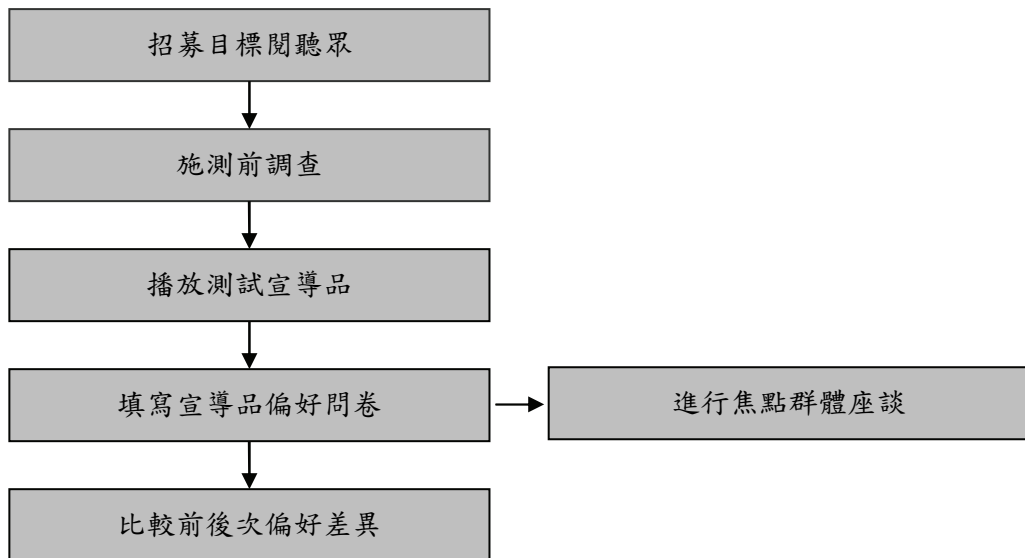 招募目標閱聽眾
施測前調查
播放測試宣導品
填寫宣導品偏好問卷
進行焦點群體座談
比較前後次偏好差異